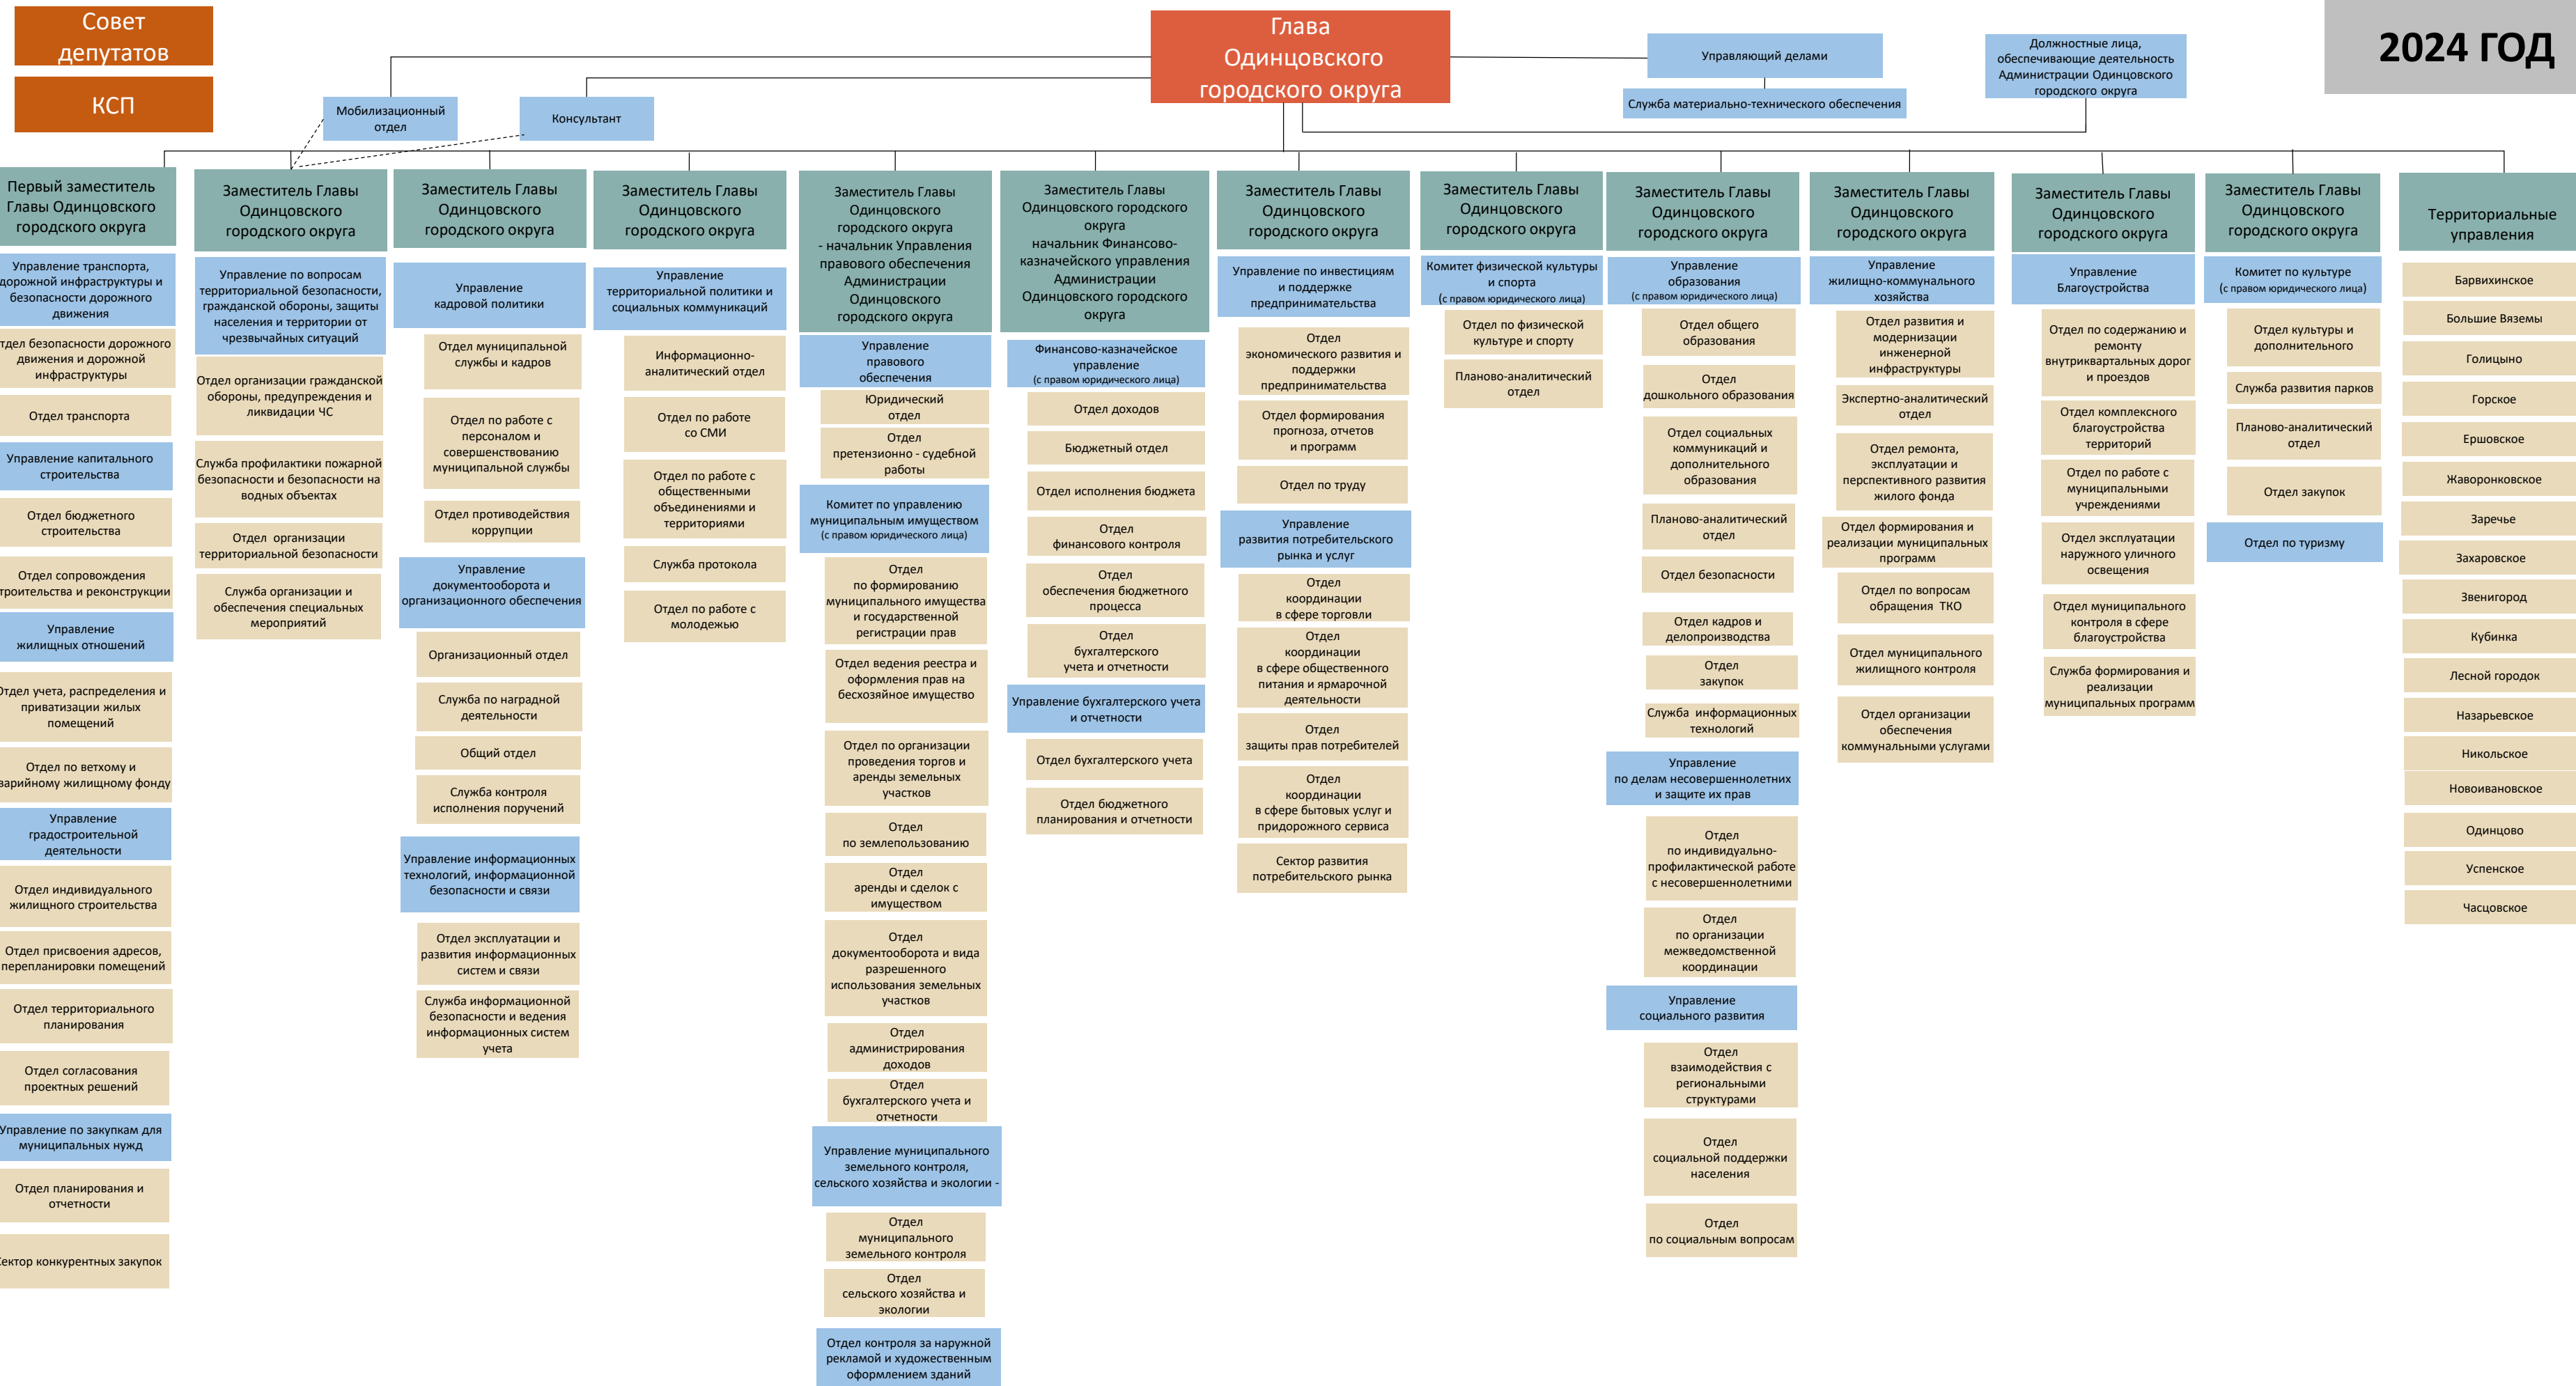 Совет
депутатов
КСП
Глава
Одинцовского
городского округа
Управляющий делами
Служба материально-технического обеспечения
Должностные лица,
обеспечивающие деятельность
Администрации Одинцовского
городского округа
2024 ГОД
Мобилизационный
отдел
Консультант
Первый заместитель
Главы Одинцовского
городского округа
Управление транспорта,
дорожной инфраструктуры и
безопасности дорожного
движения
тдел безопасности дорожного
движения и дорожной
инфраструктуры
Отдел транспорта
Управление капитального
строительства
Отдел бюджетного
строительства
Отдел сопровождения
троительства и реконструкции
Управление
жилищных отношений
Отдел учета, распределения и
приватизации жилых
помещений
Отдел по ветхому и
варийному жилищному фонду
Управление
градостроительной
деятельности
Отдел индивидуального
жилищного строительства
Отдел присвоения адресов,
перепланировки помещений
Отдел территориального
планирования
Отдел согласования
проектных решений
Управление по закупкам для
муниципальных нужд
Отдел планирования и
отчетности
Сектор конкурентных закупок
Заместитель Главы
Одинцовского
городского округа
Управление по вопросам
территориальной безопасности,
гражданской обороны, защиты
населения и территории от
чрезвычайных ситуаций
Отдел организации гражданской
обороны, предупреждения и
ликвидации ЧС
Служба профилактики пожарной
безопасности и безопасности на
водных объектах
Отдел организации
территориальной безопасности
Служба организации и
обеспечения специальных
мероприятий
Заместитель Главы
Одинцовского
городского округа
Управление
кадровой политики
Отдел муниципальной
службы и кадров
Отдел по работе с
персоналом и
совершенствованию
муниципальной службы
Отдел противодействия
коррупции
Управление
документооборота и
организационного обеспечения
Организационный отдел
Служба по наградной
деятельности
Общий отдел
Служба контроля
исполнения поручений
Управление информационных
технологий, информационной
безопасности и связи
Отдел эксплуатации и
развития информационных
систем и связи
Служба информационной
безопасности и ведения
информационных систем
учета
Заместитель Главы
Одинцовского
городского округа
Управление
территориальной политики и
социальных коммуникаций
Информационно-
аналитический отдел
Отдел по работе
со СМИ
Отдел по работе с
общественными
объединениями и
территориями
Служба протокола
Отдел по работе с
молодежью
Заместитель Главы
Одинцовского
городского округа
- начальник Управления
правового обеспечения
Администрации
Одинцовского
городского округа
Управление
правового
обеспечения
Юридический
отдел
Отдел
претензионно - судебной
работы
Комитет по управлению
муниципальным имуществом
(с правом юридического лица)
Отдел
по формированию
муниципального имущества
и государственной
регистрации прав
Отдел ведения реестра и
оформления прав на
бесхозяйное имущество
Отдел по организации
проведения торгов и
аренды земельных
участков
Отдел
по землепользованию
Отдел
аренды и сделок с
имуществом
Отдел
документооборота и вида
разрешенного
использования земельных
участков
Отдел
администрирования
доходов
Отдел
бухгалтерского учета и
отчетности
Управление муниципального
земельного контроля,
сельского хозяйства и экологии -
Отдел
муниципального
земельного контроля
Отдел
сельского хозяйства и
экологии
Отдел контроля за наружной
рекламой и художественным
оформлением зданий
Заместитель Главы
Одинцовского городского
округа
начальник Финансово-
казначейского управления
Администрации
Одинцовского городского
округа
Финансово-казначейское
управление
(с правом юридического лица)
Отдел доходов
Бюджетный отдел
Отдел исполнения бюджета
Отдел
финансового контроля
Отдел
обеспечения бюджетного
процесса
Отдел
бухгалтерского
учета и отчетности
Управление бухгалтерского учета
и отчетности
Отдел бухгалтерского учета
Отдел бюджетного
планирования и отчетности
Заместитель Главы
Одинцовского
городского округа
Управление по инвестициям
и поддержке
предпринимательства
Отдел
экономического развития и
поддержки
предпринимательства
Отдел формирования
прогноза, отчетов
и программ
Отдел по труду
Управление
развития потребительского
рынка и услуг
Отдел
координации
в сфере торговли
Отдел
координации
в сфере общественного
питания и ярмарочной
деятельности
Отдел
защиты прав потребителей
Отдел
координации
в сфере бытовых услуг и
придорожного сервиса
Сектор развития
потребительского рынка
Заместитель Главы
Одинцовского
городского округа
Комитет физической культуры
и спорта
(с правом юридического лица)
Отдел по физической
культуре и спорту
Планово-аналитический
отдел
Заместитель Главы
Одинцовского
городского округа
Управление
образования
(с правом юридического лица)
Отдел общего
образования
Отдел
дошкольного образования
Отдел социальных
коммуникаций и
дополнительного
образования
Планово-аналитический
отдел
Отдел безопасности
Отдел кадров и
делопроизводства
Отдел
закупок
Служба информационных
технологий
Управление
по делам несовершеннолетних
и защите их прав
Отдел
по индивидуально-
профилактической работе
с несовершеннолетними
Отдел
по организации
межведомственной
координации
Управление
социального развития
Отдел
взаимодействия с
региональными
структурами
Отдел
социальной поддержки
населения
Отдел
по социальным вопросам
Заместитель Главы
Одинцовского
городского округа
Управление
жилищно-коммунального
хозяйства
Отдел развития и
модернизации
инженерной
инфраструктуры
Экспертно-аналитический
отдел
Отдел ремонта,
эксплуатации и
перспективного развития
жилого фонда
Отдел формирования и
реализации муниципальных
программ
Отдел по вопросам
обращения ТКО
Отдел муниципального
жилищного контроля
Отдел организации
обеспечения
коммунальными услугами
Заместитель Главы
Одинцовского
городского округа
Управление
Благоустройства
Отдел по содержанию и
ремонту
внутриквартальных дорог
и проездов
Отдел комплексного
благоустройства
территорий
Отдел по работе с
муниципальными
учреждениями
Отдел эксплуатации
наружного уличного
освещения
Отдел муниципального
контроля в сфере
благоустройства
Служба формирования и
реализации
муниципальных программ
Заместитель Главы
Одинцовского
городского округа
Комитет по культуре
(с правом юридического лица)
Отдел культуры и
дополнительного
Служба развития парков
Планово-аналитический
отдел
Отдел закупок
Отдел по туризму
Территориальные
управления
Барвихинское
Большие Вяземы
Голицыно
Горское
Ершовское
Жаворонковское
Заречье
Захаровское
Звенигород
Кубинка
Лесной городок
Назарьевское
Никольское
Новоивановское
Одинцово
Успенское
Часцовское